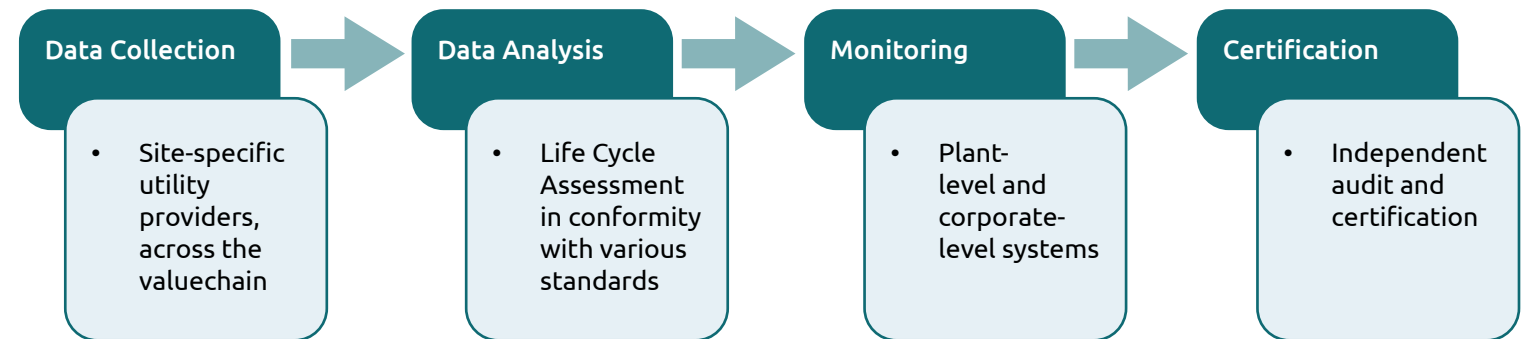 Data Collection
• Site-specific
utility
providers,
across the
valuechain
Data Analysis
• Life Cycle
Assessment
in conformity
with various
standards
Monitoring
• Plant-
level and
corporate-
level systems
Certification
• Independent
audit and
certification